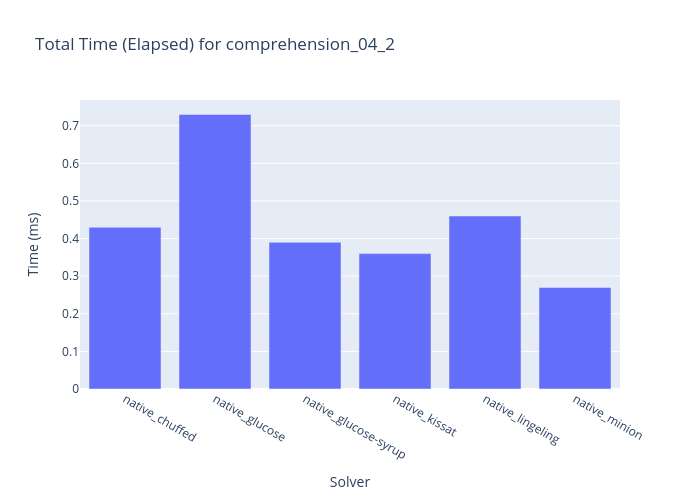 Total Time (Elapsed) for comprehension_04_2
Time (ms)
0.7
0.6
0.5
0.4
0.3
0.2
0.1
0
native_chuffed
native_glucose
native_glucose-syrup
native_kissat
native_lingeling
native_minion
Solver